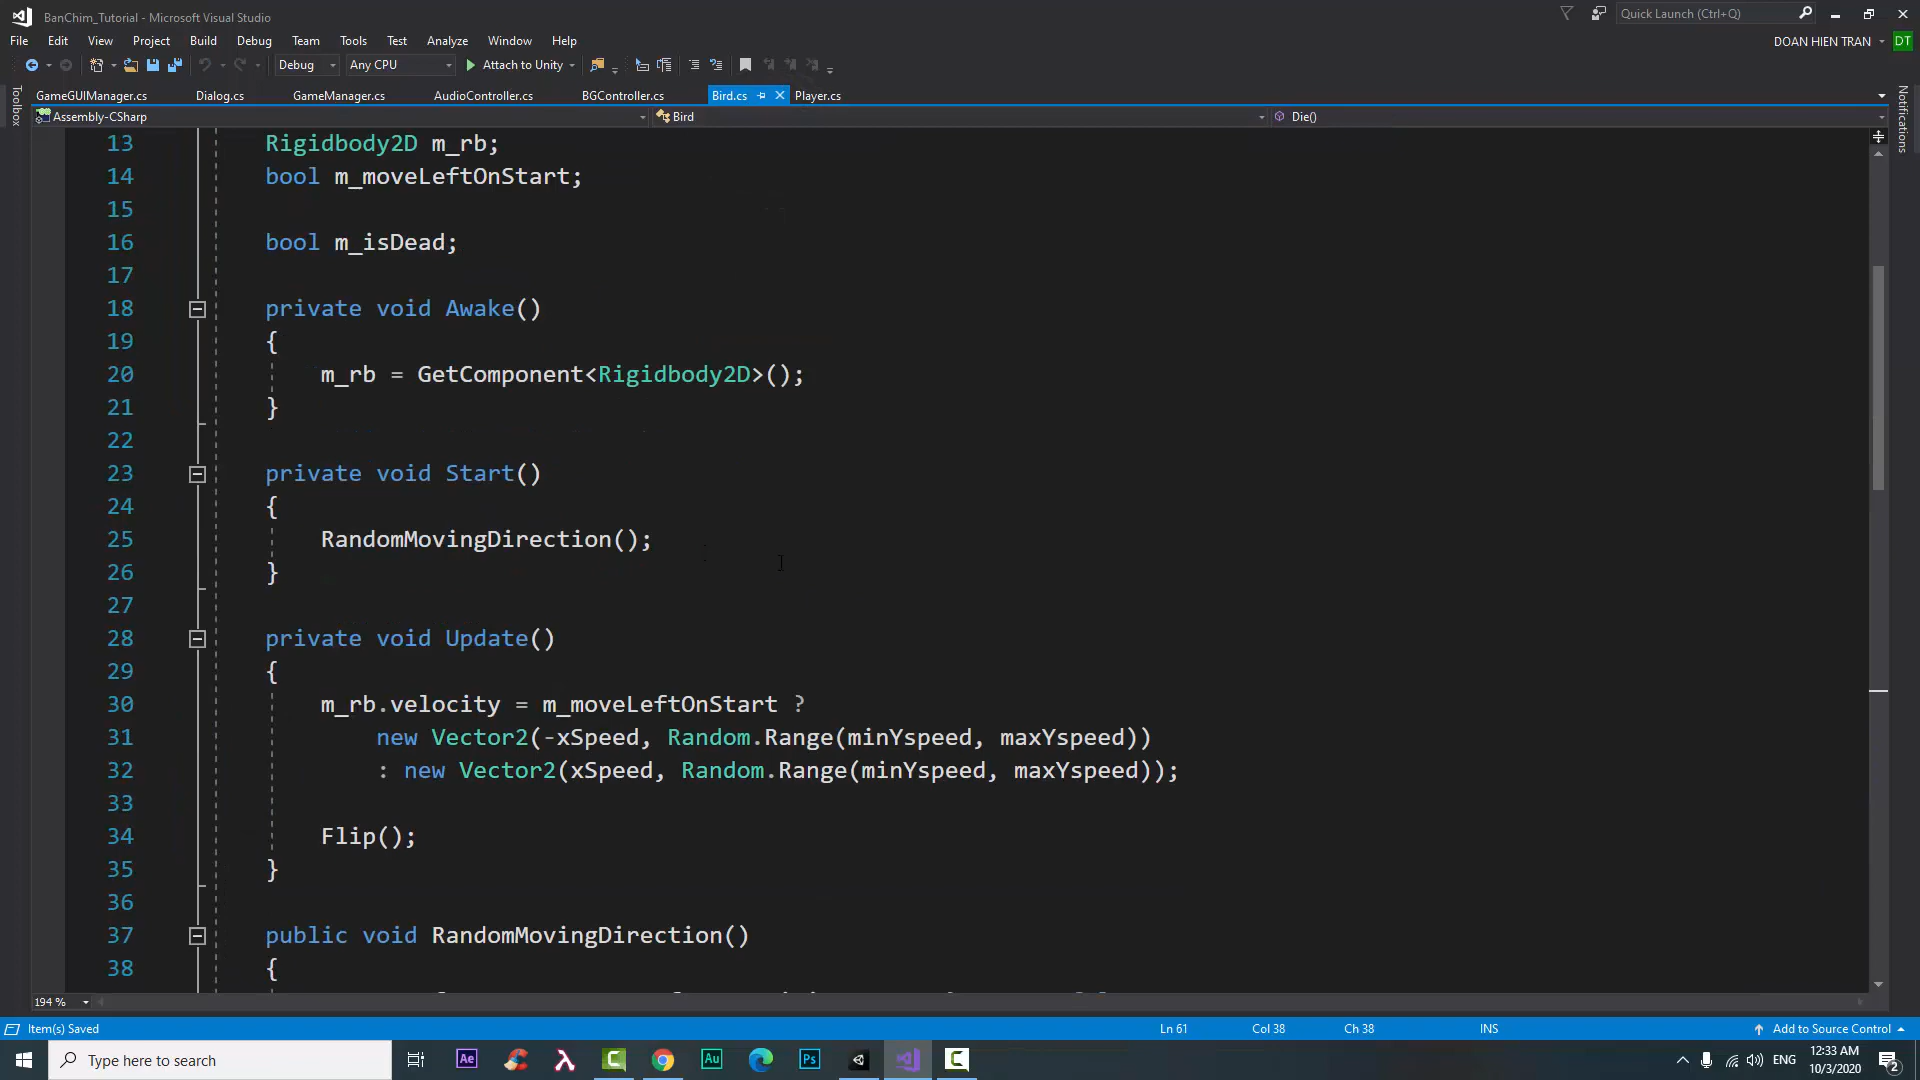 BanChim_Tutorial - Microsoft Visual Studio
Quick Launch (Ctrl+Q)
File Edit View Project Build Debug Team Tools Test Analyze Window Help
DOAN HIEN TRAN
DT
Debug
Any CPU
Attach to Unity
Toolbox
Notifications
GameGUIManager.cs Dialog.cs GameManager.cs AudioController.cs BGController.cs Bird.cs Player.cs
Assembly-CSharp
Bird
Die()
13 Rigidbody2D m_rb;
14 bool m_moveLeftOnStart;
15
16 bool m_isDead;
17
18 private void Awake()
19 {
20 m_rb = GetComponent<Rigidbody2D>();
21 }
22
23 private void Start()
24 {
25 RandomMovingDirection();
26 }
27
28 private void Update()
29 {
30 m_rb.velocity = m_moveLeftOnStart ?
31 new Vector2(-xSpeed, Random.Range(minYspeed, maxYspeed))
32 : new Vector2(xSpeed, Random.Range(minYspeed, maxYspeed));
33
34 Flip();
35 }
36
37 public void RandomMovingDirection()
38 {
194 %
Item(s) Saved
Ln 61 Col 38 Ch 38 INS
Add to Source Control
Type here to search
Ae
Au
Ps
ENG
12:33 AM
10/3/2020
2